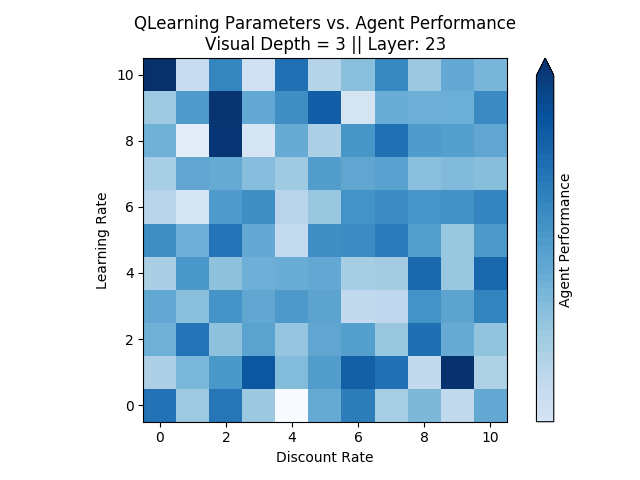 QLearning Parameters vs. Agent Performance
Visual Depth = 3 || Layer: 23
10
8
6
4
2
0
Learning Rate
0 2 4 6 8 10
Discount Rate
Agent Performance